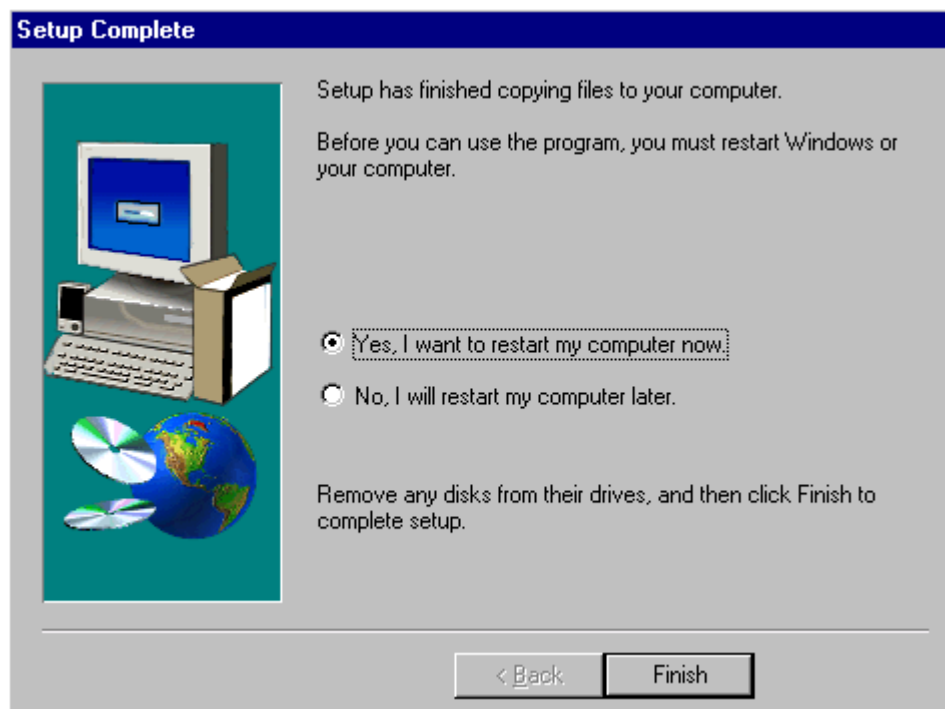 Setup Complete
Setup has finished copying files to your computer.
Before you can use the program, you must restart Windows or
your computer.
Yes, I want to restart my computer now.
No, I will restart my computer later.
Remove any disks from their drives, and then click Finish to
complete setup.
< Back
Finish